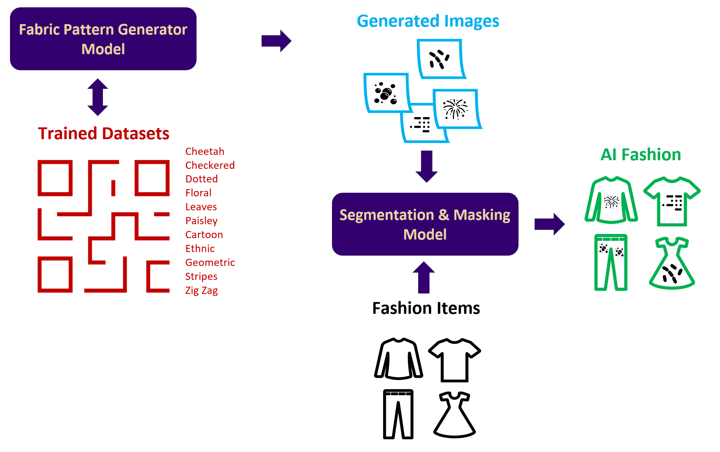 Fabric Pattern Generator
Model
Trained Datasets
Cheetah
Checkered
Dotted
Floral
Leaves
Paisley
Cartoon
Ethnic
Geometric
Stripes
Zig Zag
Generated Images
Segmentation & Masking
Model
Fashion Items
AI Fashion